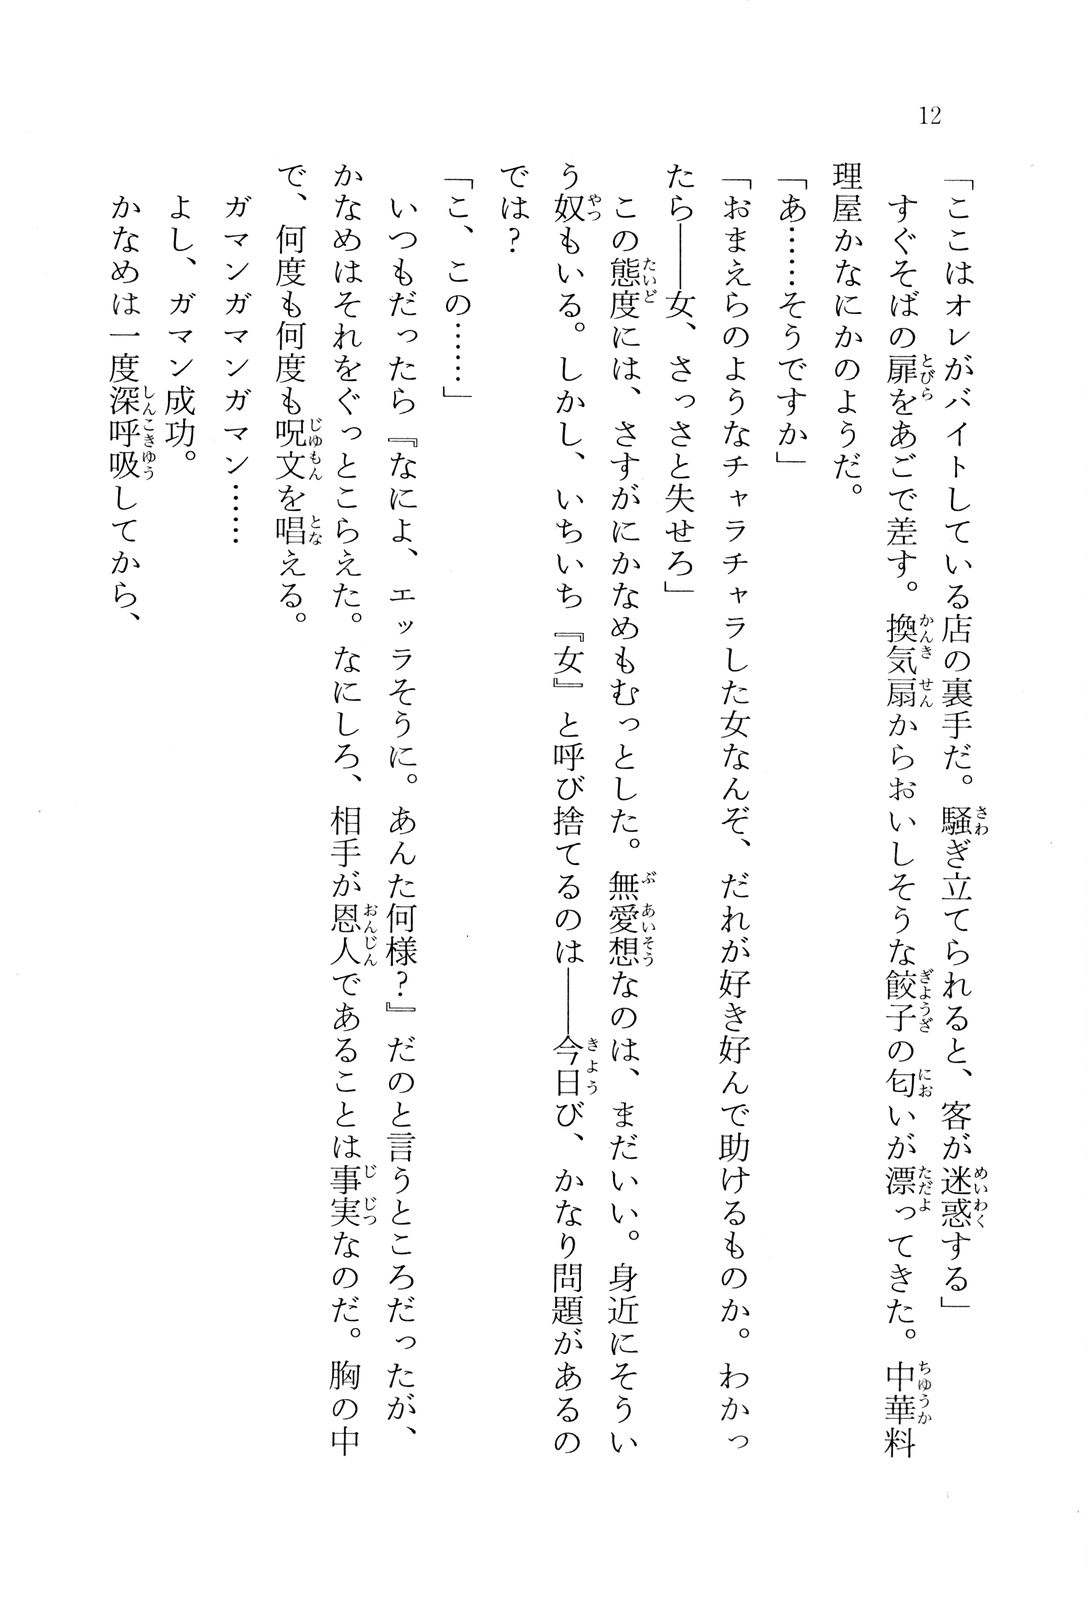 12
「ここはオレがバイトしている店の裏手だ。騒ぎ立てられると、客が迷惑する」
すぐそばの扉をあごで差す。換気扇からおいしそうな餃子の匂いが漂ってきた。中華料
理屋かなにかのようだ。
「あ……そうですか」
「おまえらのようなチャラチャラした女なんぞ、だれが好き好んで助けるものか。わかっ
たら――女、さっさと失せろ」
この態度には、さすがにかなめもむっとした。無愛想なのは、まだいい。身近にそうい
う奴もいる。しかし、いちいち『女』と呼び捨てるのは――今日び、かなり問題があるの
では？
「こ、この……」
いつもだったら『なによ、エッラそうに。あんた何様？』だのと言うところだったが、
かなめはそれをぐっとこらえた。なにしろ、相手が恩人であることは事実なのだ。胸の中
で、何度も何度も呪文を唱える。
ガマンガマンガマン……
よし、ガマン成功。
かなめは一度深呼吸してから、